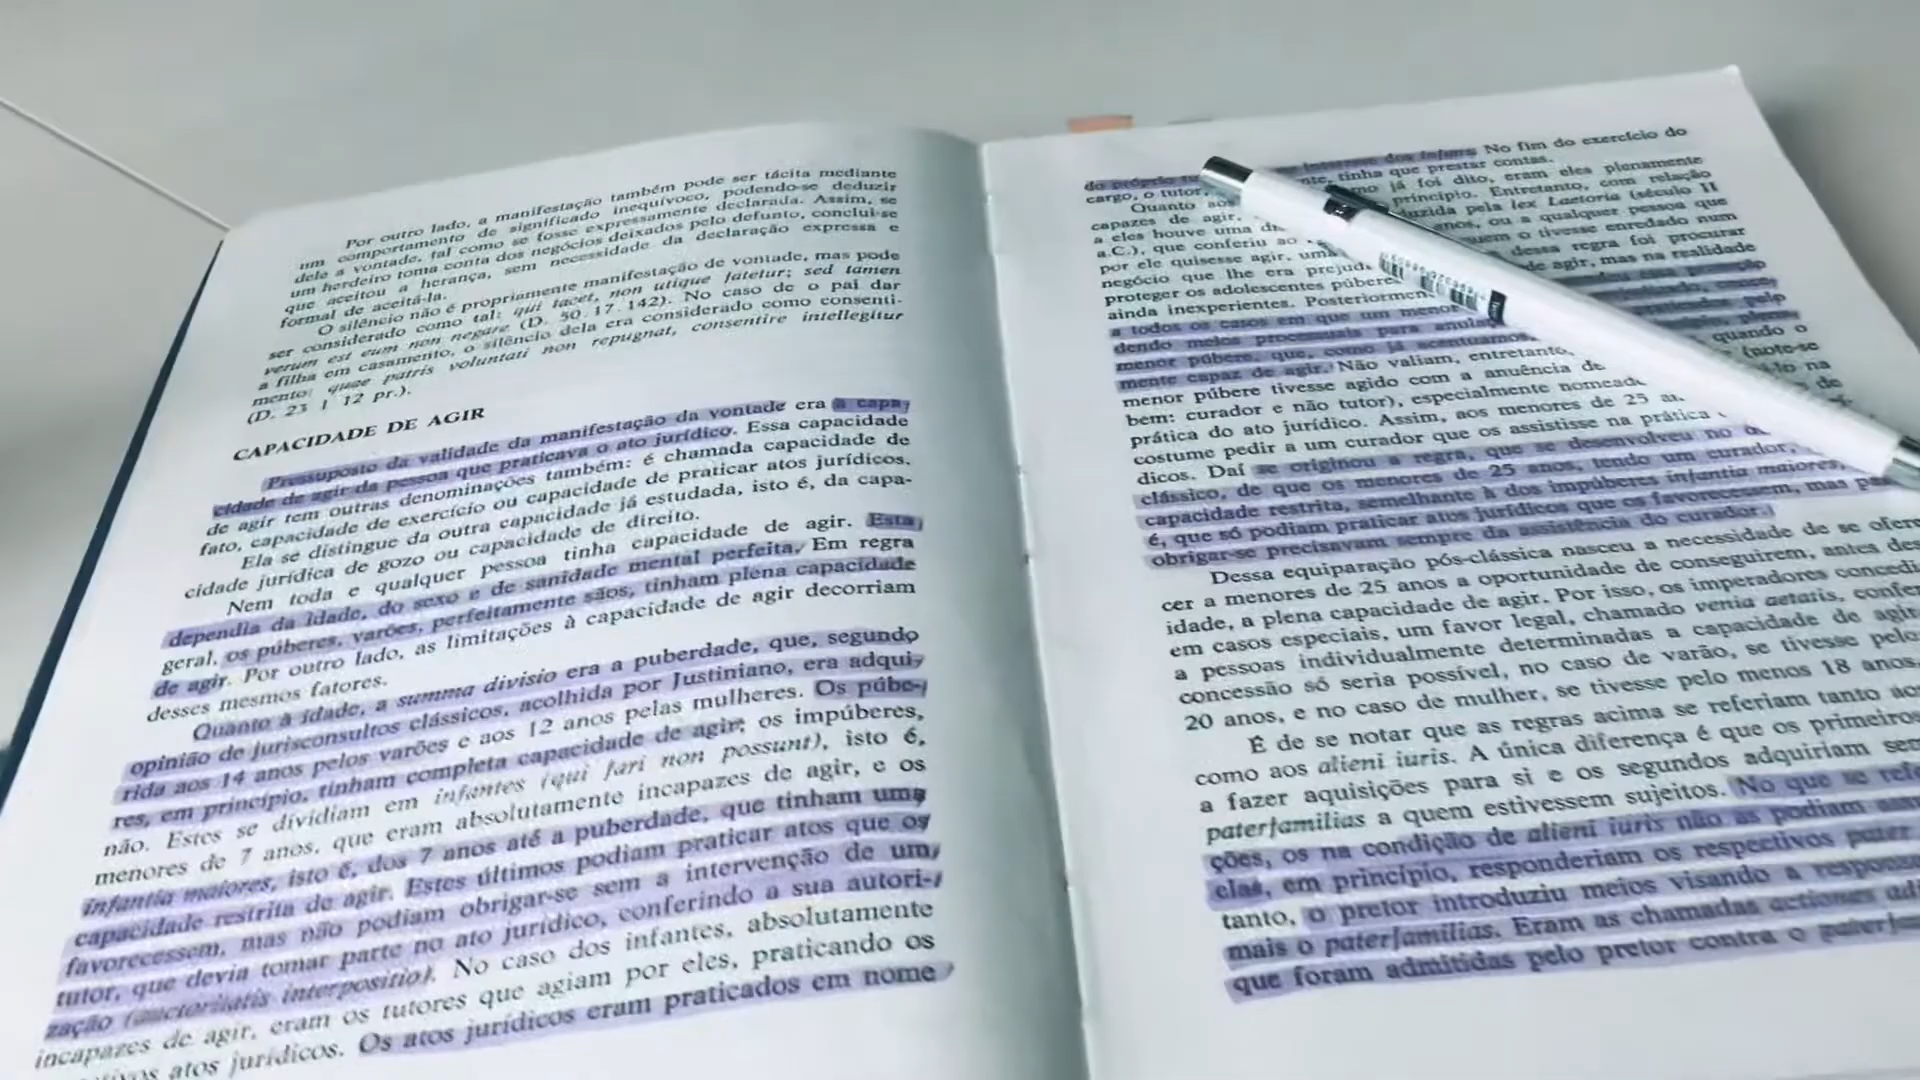 Por outro lado, a manifestação também pode ser tácita mediante
um comportamento de significado inequívoco, podendo-se deduzir
dele a vontade, tal como se fosse expressamente declarada. Assim, se
um herdeiro toma conta dos negócios deixados pelo defunto, conclui-se
que aceitou a herança, sem necessidade da declaração expressa e
formal de aceitá-la.
O silêncio não é propriamente manifestação de vontade, mas pode
ser considerado como tal: qui tacet, non utique fatetur; sed tamen
verum est eum non negare (D. 50. 17. 142). No caso de o pai dar
a filha em casamento, o silêncio dela era considerado como consenti-
mento: quae patris voluntati non repugnat, consentire intellegitur
(D. 23 1 12 pr.).
CAPACIDADE DE AGIR
Pressuposto da validade da manifestação da vontade era a capa-
cidade de agir da pessoa que praticava o ato jurídico. Essa capacidade
de agir tem outras denominações também: é chamada capacidade de
fato, capacidade de exercício ou capacidade de praticar atos jurídicos.
Ela se distingue da outra capacidade já estudada, isto é, da capa-
cidade jurídica de gozo ou capacidade de direito.
Nem toda e qualquer pessoa tinha capacidade de agir. Esta
dependia da idade, do sexo e de sanidade mental perfeita. Em regra
geral, os púberes, varões, perfeitamente sãos, tinham plena capacidade
de agir. Por outro lado, as limitações à capacidade de agir decorriam
desses mesmos fatores.
Quanto à idade, a summa divisio era a puberdade, que, segundo
opinião de jurisconsultos clássicos, acolhida por Justiniano, era adqui-
rida aos 14 anos pelos varões e aos 12 anos pelas mulheres. Os púbe-
res, em princípio, tinham completa capacidade de agir; os impúberes,
não. Estes se dividiam em infantes (qui fari non possunt), isto é,
menores de 7 anos, que eram absolutamente incapazes de agir, e os
infantia maiores, isto é, dos 7 anos até a puberdade, que tinham uma
capacidade restrita de agir. Estes últimos podiam praticar atos que os
favorecessem, mas não podiam obrigar-se sem a intervenção de um
tutor, que devia tomar parte no ato jurídico, conferindo a sua autori-
zação (auctoritatis interpositio). No caso dos infantes, absolutamente
incapazes de agir, eram os tutores que agiam por eles, praticando os
atos jurídicos. Os atos jurídicos eram praticados em nome
do próprio interesse dos infans. No fim do exercício do
cargo, o tutor, tinha que prestar contas.
Quanto aos já foi dito, eram eles plenamente
capazes de agir, princípio. Entretanto, com relação
a eles houve uma pela lex Laetoria (século II
a.C.), que conferiu ao anos, ou a qualquer pessoa que
por ele quisesse agir, uma o tivesse enredado num
negócio que lhe era dessa regra foi procurar
proteger os adolescentes púberes de agir, mas na realidade
ainda inexperientes.
a todos os casos em que um menor
dendo meios processuais para pelo
menor púbere, que, como já acentuamos,
mente capaz de agir. Não valiam, entretanto, quando o
menor púbere tivesse agido com a anuência de (note-se
bem: curador e não tutor), especialmente na
prática do ato jurídico. Assim, aos menores de 25 de
costume pedir a um curador que os assistisse na prática
dicos. Daí se originou a regra, que se desenvolveu no
clássico, de que os menores de 25 anos, tendo um curador,
capacidade restrita, semelhante à dos impúberes infantia maiores,
é, que só podiam praticar atos jurídicos que os favorecessem, mas
obrigar-se precisavam sempre da assistência do curador.
Dessa equiparação pós-clássica nasceu a necessidade de se ofere
cer a menores de 25 anos a oportunidade de conseguirem, antes des
idade, a plena capacidade de agir. Por isso, os imperadores concedi
em casos especiais, um favor legal, chamado venia aetatis, confer
a pessoas individualmente determinadas a capacidade de agir
concessão só seria possível, no caso de varão, se tivesse pelo
20 anos, e no caso de mulher, se tivesse pelo menos 18 anos.
É de se notar que as regras acima se referiam tanto aos
como aos alieni iuris. A única diferença é que os primeiros
a fazer aquisições para si e os segundos adquiriam sem
paterfamilias a quem estivessem sujeitos. No que se refe
ções, os na condição de alieni iuris não as podiam
elas, em princípio, responderiam os respectivos pater
tanto, o pretor introduziu meios visando a
mais o paterfamilias. Eram as chamadas actiones
que foram admitidas pelo pretor contra o